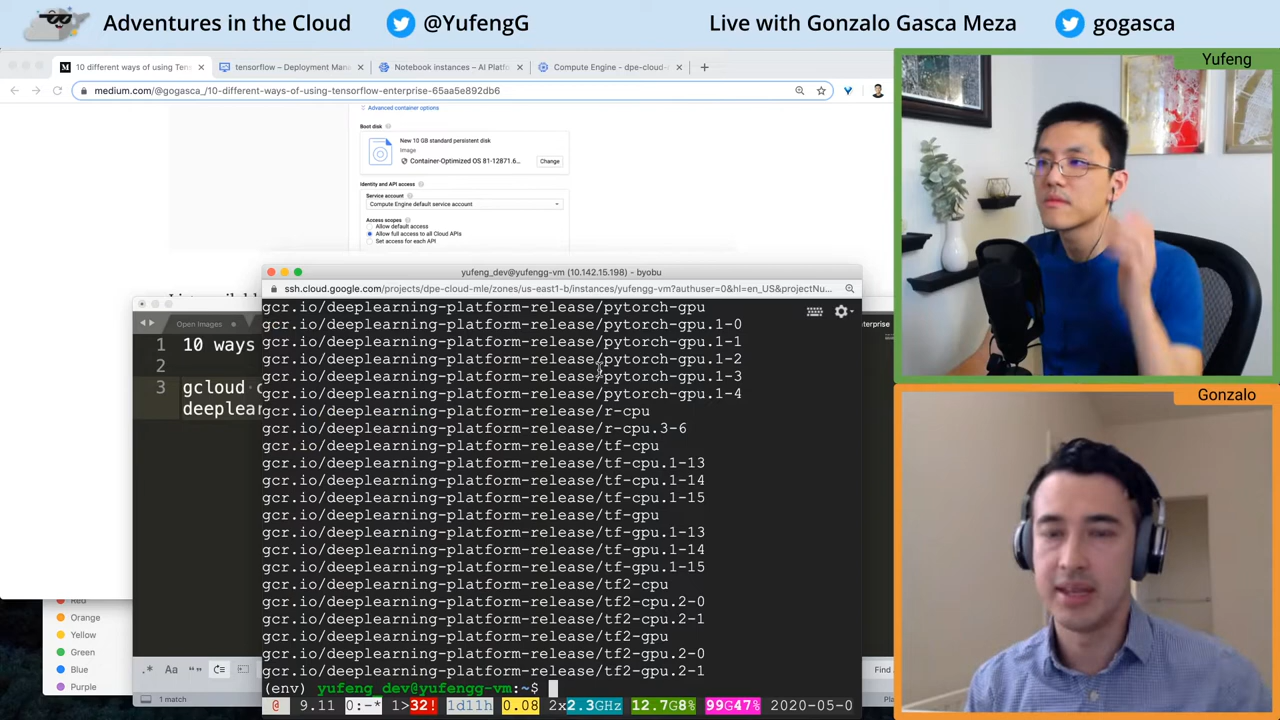 Adventures in the Cloud
@YufengG
Live with Gonzalo Gasca Meza
gogasca
10 different ways of using Ten
tensorflow – Deployment Mana
Notebook instances – AI Platfo
Compute Engine - dpe-cloud-m
medium.com/@gogasca_/10-different-ways-of-using-tensorflow-enterprise-65aa5e892db6
Advanced container options
Boot disk
New 10 GB standard persistent disk
Image
Container-Optimized OS 81-12871.6...
Change
Identity and API access
Service account
Compute Engine default service account
Access scopes
Allow default access
Allow full access to all Cloud APIs
Set access for each API
yufeng_dev@yufengg-vm (10.142.15.198) - byobu
ssh.cloud.google.com/projects/dpe-cloud-mle/zones/us-east1-b/instances/yufengg-vm?authuser=0&hl=en_US&projectNu...
gcr.io/deeplearning-platform-release/pytorch-gpu
gcr.io/deeplearning-platform-release/pytorch-gpu.1-0
gcr.io/deeplearning-platform-release/pytorch-gpu.1-1
gcr.io/deeplearning-platform-release/pytorch-gpu.1-2
gcr.io/deeplearning-platform-release/pytorch-gpu.1-3
gcr.io/deeplearning-platform-release/pytorch-gpu.1-4
gcr.io/deeplearning-platform-release/r-cpu
gcr.io/deeplearning-platform-release/r-cpu.3-6
gcr.io/deeplearning-platform-release/tf-cpu
gcr.io/deeplearning-platform-release/tf-cpu.1-13
gcr.io/deeplearning-platform-release/tf-cpu.1-14
gcr.io/deeplearning-platform-release/tf-cpu.1-15
gcr.io/deeplearning-platform-release/tf-gpu
gcr.io/deeplearning-platform-release/tf-gpu.1-13
gcr.io/deeplearning-platform-release/tf-gpu.1-14
gcr.io/deeplearning-platform-release/tf-gpu.1-15
gcr.io/deeplearning-platform-release/tf2-cpu
gcr.io/deeplearning-platform-release/tf2-cpu.2-0
gcr.io/deeplearning-platform-release/tf2-cpu.2-1
gcr.io/deeplearning-platform-release/tf2-gpu
gcr.io/deeplearning-platform-release/tf2-gpu.2-0
gcr.io/deeplearning-platform-release/tf2-gpu.2-1
(env) yufeng_dev@yufengg-vm:~$
@ 9.11 0:-* 1>32! 1d11h 0.08 2x2.3GHz 12.7G8% 99G47% 2020-05-0
Open Images
erprise
1 10 ways
2
3 gcloud c
deeplear
Orange
Yellow
Green
Blue
Purple
.* Aa
1 match
Find
Yufeng
Gonzalo